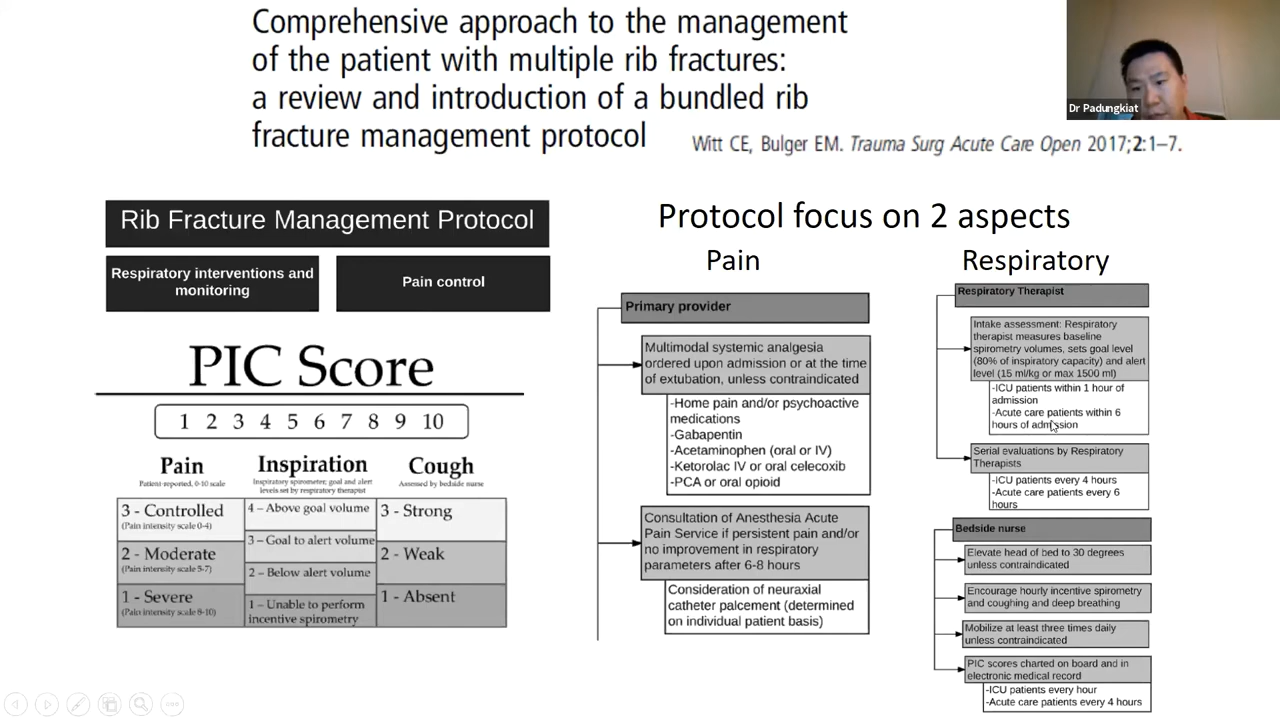 Comprehensive approach to the management
of the patient with multiple rib fractures:
a review and introduction of a bundled rib
fracture management protocol
Witt CE, Bulger EM. Trauma Surg Acute Care Open 2017;2:1–7.
Dr Padungkiat
Rib Fracture Management Protocol
Respiratory interventions and
monitoring
Pain control
PIC Score
1 2 3 4 5 6 7 8 9 10
Pain
Patient-reported, 0-10 scale
Inspiration
Inspiratory spirometer; goal and alert
levels set by respiratory therapist
Cough
Assessed by bedside nurse
3 - Controlled
(Pain intensity scale 0-4)
2 - Moderate
(Pain intensity scale 5-7)
1 - Severe
(Pain intensity scale 8-10)
4 – Above goal volume
3 – Goal to alert volume
2 – Below alert volume
1 – Unable to perform
incentive spirometry
3 - Strong
2 - Weak
1 - Absent
Protocol focus on 2 aspects
Pain
Primary provider
Multimodal systemic analgesia
ordered upon admission or at the time
of extubation, unless contraindicated
-Home pain and/or psychoactive
medications
-Gabapentin
-Acetaminophen (oral or IV)
-Ketorolac IV or oral celecoxib
-PCA or oral opioid
Consultation of Anesthesia Acute
Pain Service if persistent pain and/or
no improvement in respiratory
parameters after 6-8 hours
Consideration of neuraxial
catheter palcement (determined
on individual patient basis)
Respiratory
Respiratory Therapist
Intake assessment: Respiratory
therapist measures baseline
spirometry volumes, sets goal level
(80% of inspiratory capacity) and alert
level (15 ml/kg or max 1500 ml)
-ICU patients within 1 hour of
admission
-Acute care patients within 6
hours of admission
Serial evaluations by Respiratory
Therapists
-ICU patients every 4 hours
-Acute care patients every 6
hours
Bedside nurse
Elevate head of bed to 30 degrees
unless contraindicated
Encourage hourly incentive spirometry
and coughing and deep breathing
Mobilize at least three times daily
unless contraindicated
PIC scores charted on board and in
electronic medical record
-ICU patients every hour
-Acute care patients every 4 hours